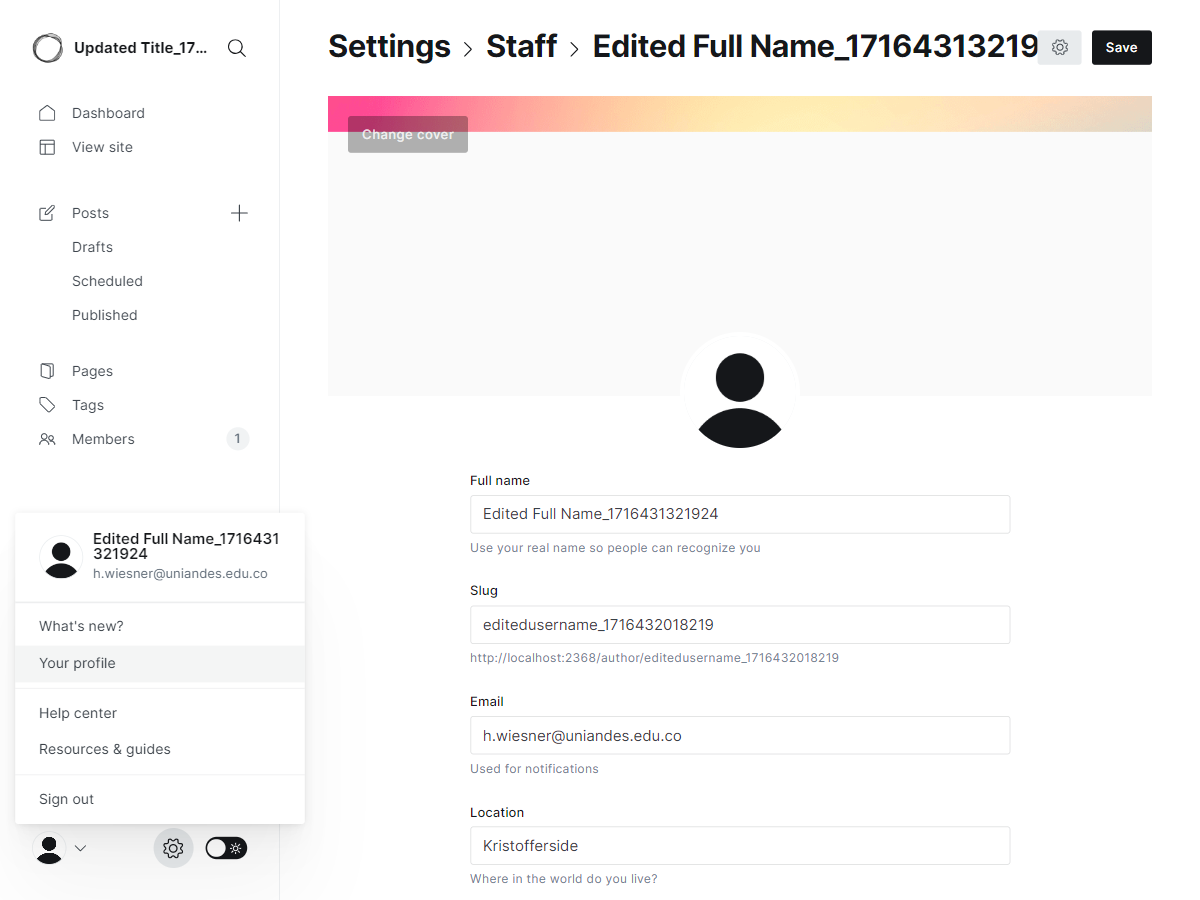 Updated Title_17...
Dashboard
View site
Posts
Drafts
Scheduled
Published
Pages
Tags
Members
1
Edited Full Name_1716431
321924
h.wiesner@uniandes.edu.co
What's new?
Your profile
Help center
Resources & guides
Sign out
Settings > Staff > Edited Full Name_17164313219
Save
Change cover
Full name
Edited Full Name_1716431321924
Use your real name so people can recognize you
Slug
editedusername_1716432018219
http://localhost:2368/author/editedusername_1716432018219
Email
h.wiesner@uniandes.edu.co
Used for notifications
Location
Kristofferside
Where in the world do you live?